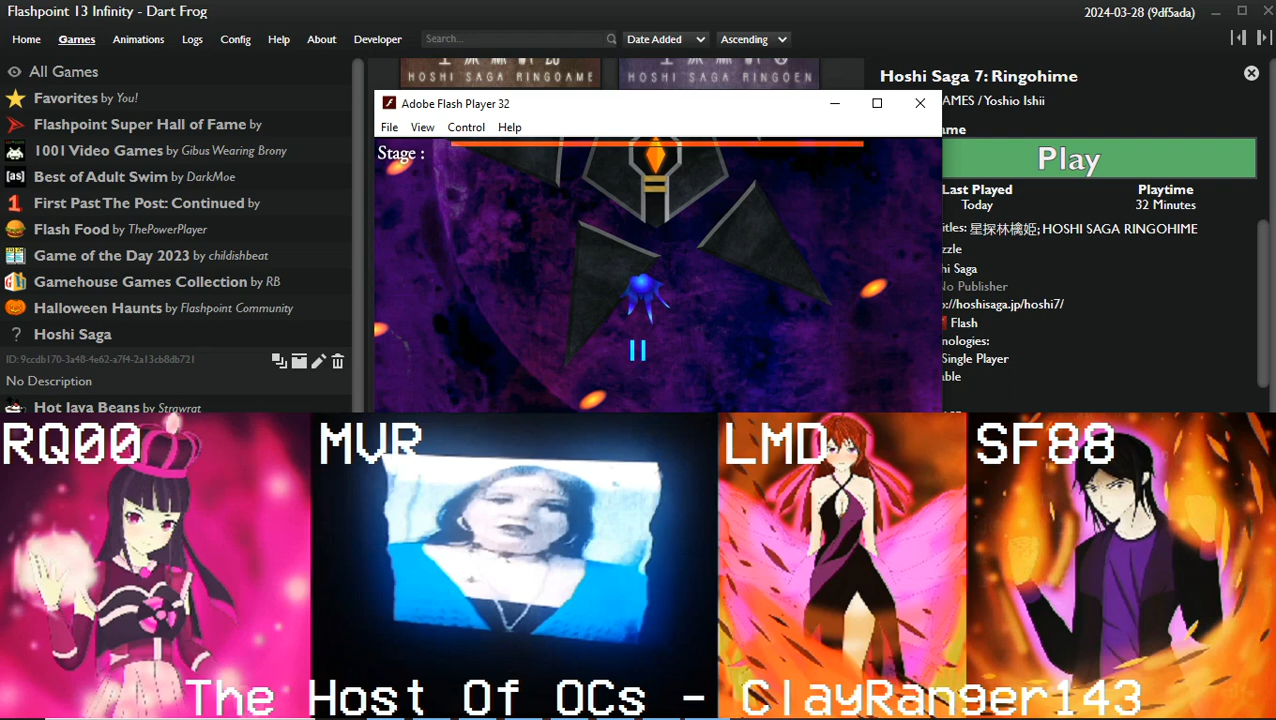 Flashpoint 13 Infinity - Dart Frog
2024-03-28 (9df5ada)
Home Games Animations Logs Config Help About Developer Search... Date Added Ascending
All Games
Favorites by You!
Flashpoint Super Hall of Fame by
1001 Video Games by Gibus Wearing Brony
Best of Adult Swim by DarkMoe
First Past The Post: Continued by
Flash Food by ThePowerPlayer
Game of the Day 2023 by childishbeat
Gamehouse Games Collection by RB
Halloween Haunts by Flashpoint Community
Hoshi Saga
ID: 9ccdb170-3a48-4e62-a7f4-2a13cb8db721
No Description
Hot Java Beans by Strawrat
HOSHI SAGA RINGOAME
HOSHI SAGA RINGOEN
Adobe Flash Player 32
File View Control Help
Stage :
Hoshi Saga 7: Ringohime
AMES / Yoshio Ishii
ame
Play
Last Played Playtime
Today 32 Minutes
itles: 星探林檎姫; HOSHI SAGA RINGOHIME
zzle
hi Saga
No Publisher
p://hoshisaga.jp/hoshi7/
Flash
nologies:
Single Player
able
RQ00 MVR LMD SF88
The Host Of OCs - ClayRanger143